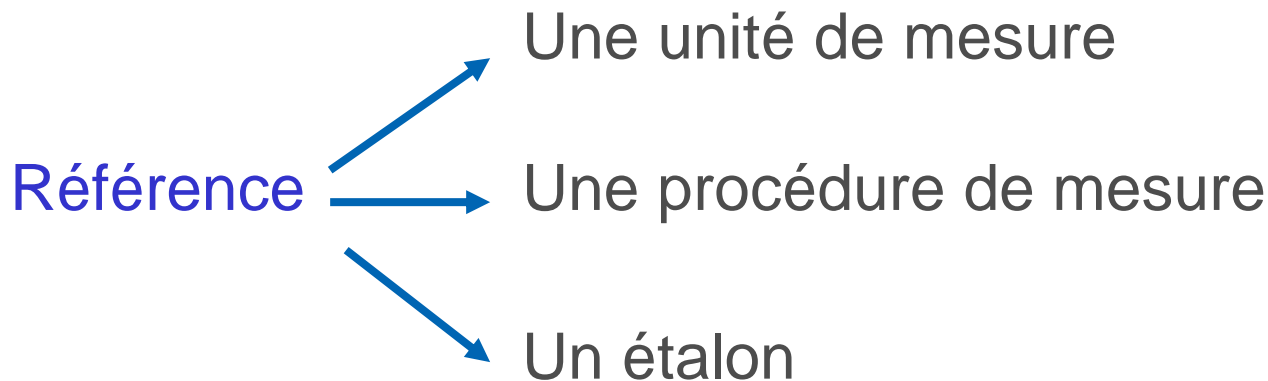 Une unité de mesure
Référence
Une procédure de mesure
Un étalon